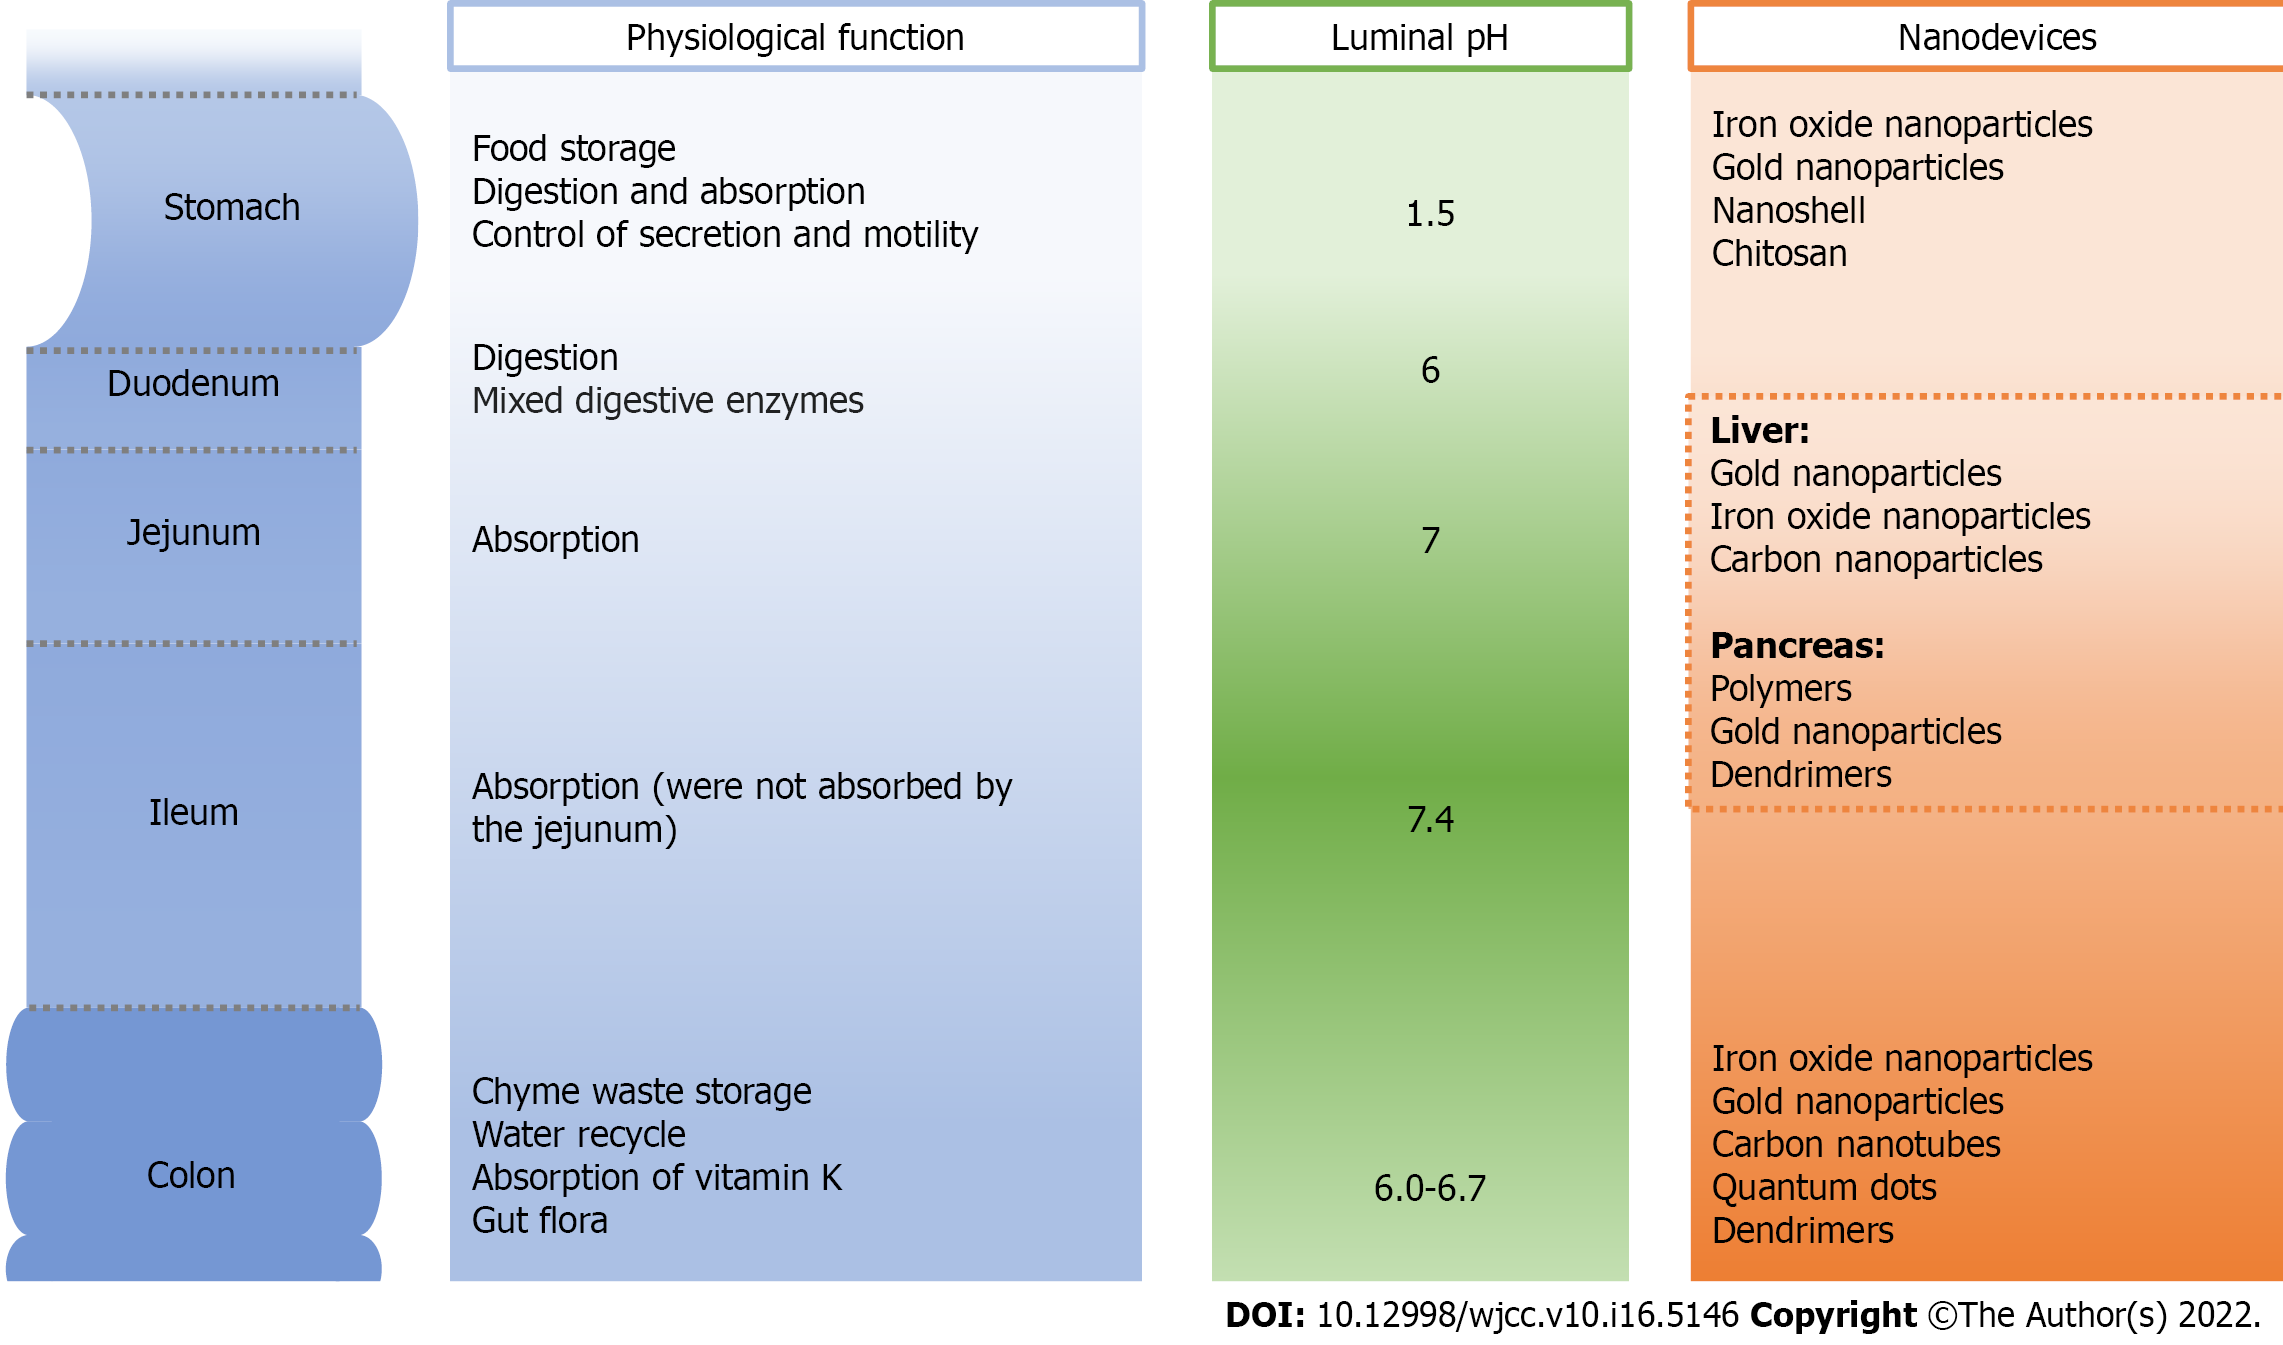 Physiological function
Luminal pH
Nanodevices
Stomach
Food storage
Digestion and absorption
Control of secretion and motility
1.5
Iron oxide nanoparticles
Gold nanoparticles
Nanoshell
Chitosan
Duodenum
Digestion
Mixed digestive enzymes
6
Jejunum
Absorption
7
Liver:
Gold nanoparticles
Iron oxide nanoparticles
Carbon nanoparticles
Pancreas:
Polymers
Gold nanoparticles
Dendrimers
Ileum
Absorption (were not absorbed by
the jejunum)
7.4
Colon
Chyme waste storage
Water recycle
Absorption of vitamin K
Gut flora
6.0-6.7
Iron oxide nanoparticles
Gold nanoparticles
Carbon nanotubes
Quantum dots
Dendrimers
DOI: 10.12998/wjcc.v10.i16.5146 Copyright ©The Author(s) 2022.